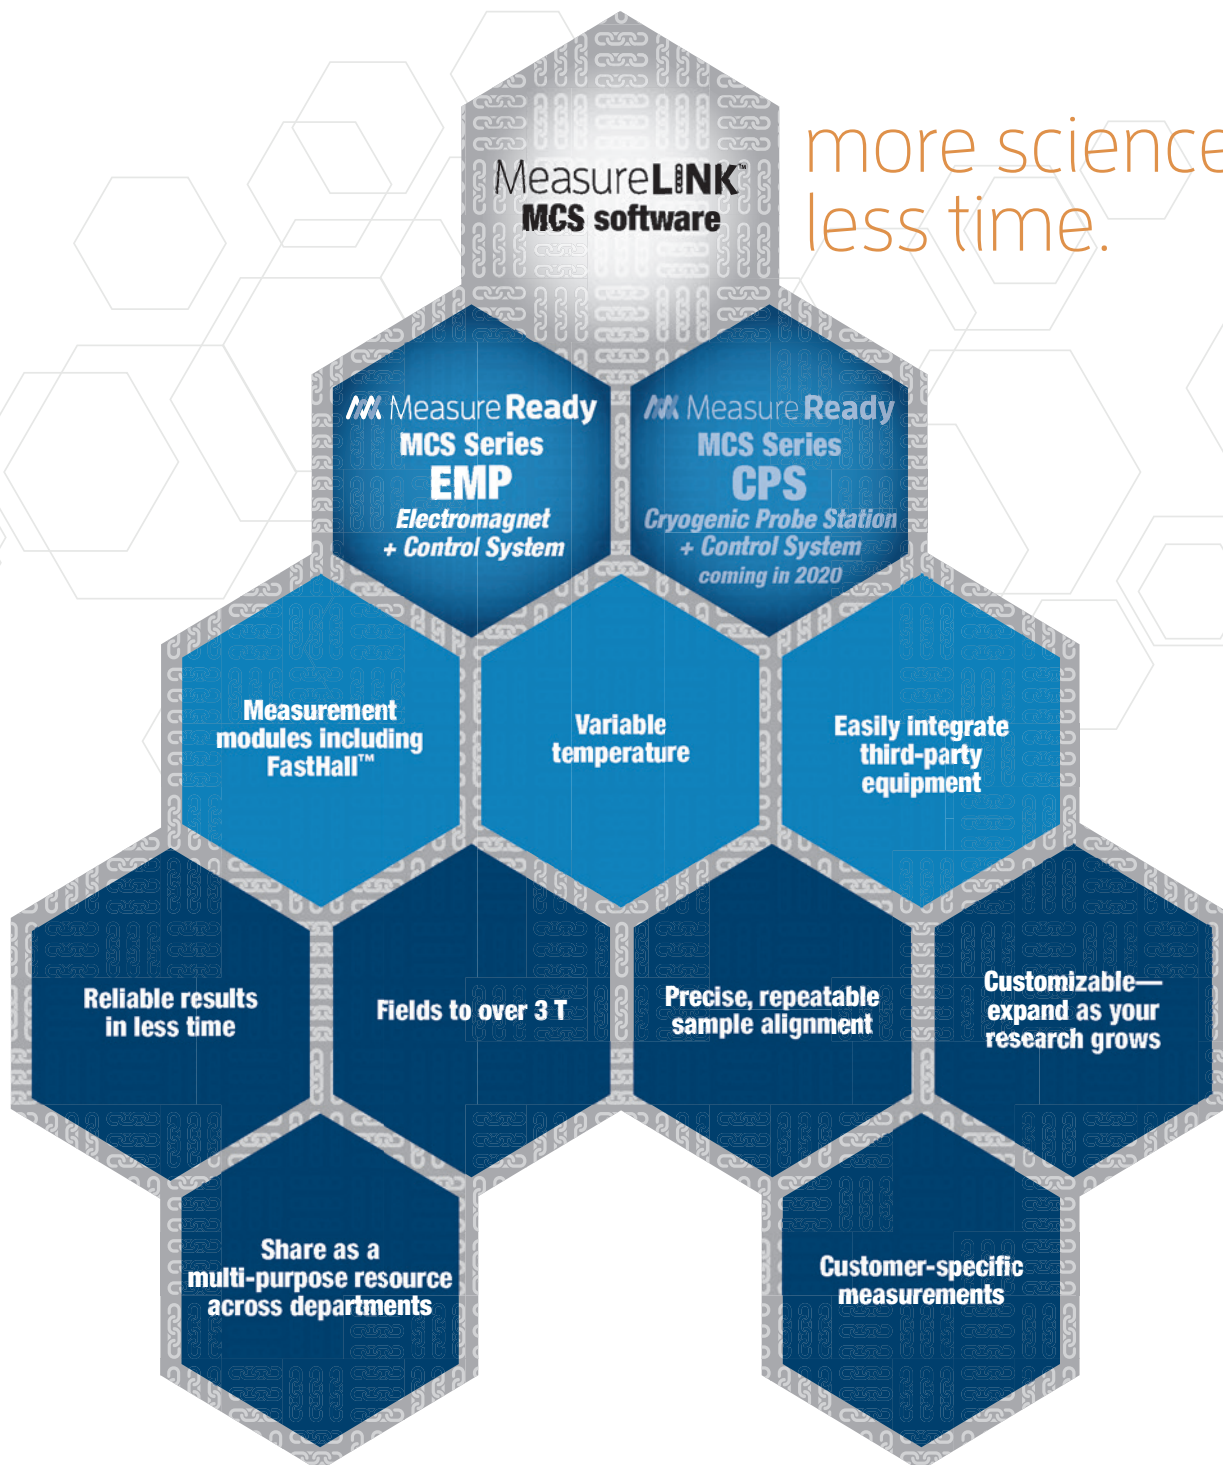 more science
less time.
MeasureLINK™
MCS software
MeasureReady
MCS Series
EMP
Electromagnet
+ Control System
MeasureReady
MCS Series
CPS
Cryogenic Probe Station
+ Control System
coming in 2020
Measurement
modules including
FastHall™
Variable
temperature
Easily integrate
third-party
equipment
Reliable results
in less time
Fields to over 3 T
Precise, repeatable
sample alignment
Customizable—
expand as your
research grows
Share as a
multi-purpose resource
across departments
Customer-specific
measurements